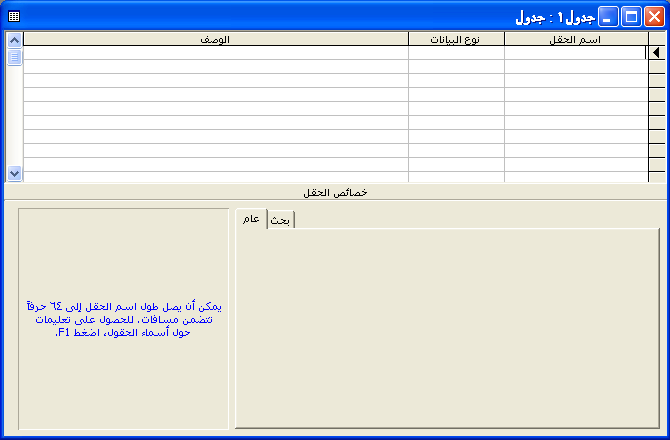 جدول١ : جدول
اسم الحقل
نوع البيانات
الوصف
خصائص الحقل
عام
بحث
يمكن أن يصل طول اسم الحقل إلى ٦٤ حرفاً
تتضمن مسافات. للحصول على تعليمات
حول أسماء الحقول، اضغط F1.